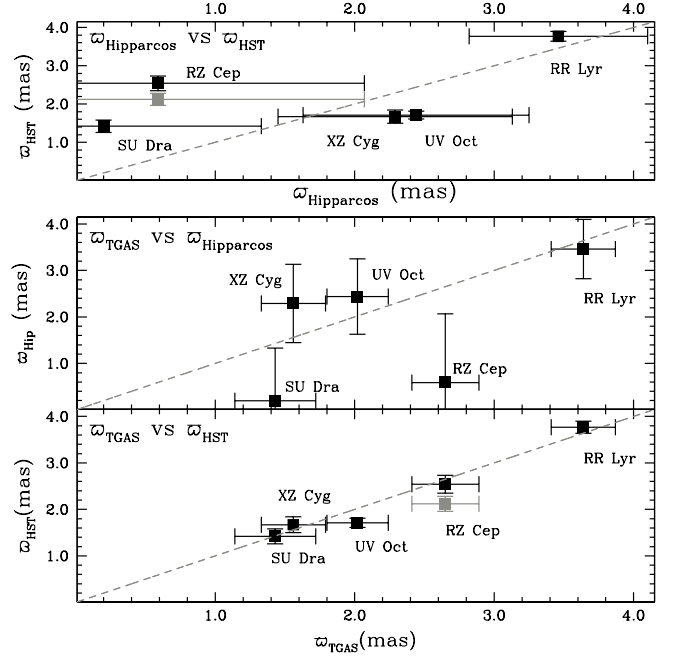 1.0 2.0 3.0 4.0
4.0
3.0
2.0
1.0
ϖHST (mas)
ϖHipparcos VS ϖHST
RZ Cep
RR Lyr
SU Dra
XZ Cyg
UV Oct
ϖHipparcos (mas)
4.0
3.0
2.0
1.0
ϖHip (mas)
ϖTGAS VS ϖHipparcos
XZ Cyg
UV Oct
RR Lyr
RZ Cep
SU Dra
4.0
3.0
2.0
1.0
ϖHST(mas)
ϖTGAS VS ϖHST
RR Lyr
XZ Cyg
RZ Cep
UV Oct
SU Dra
1.0 2.0 3.0 4.0
ϖTGAS(mas)